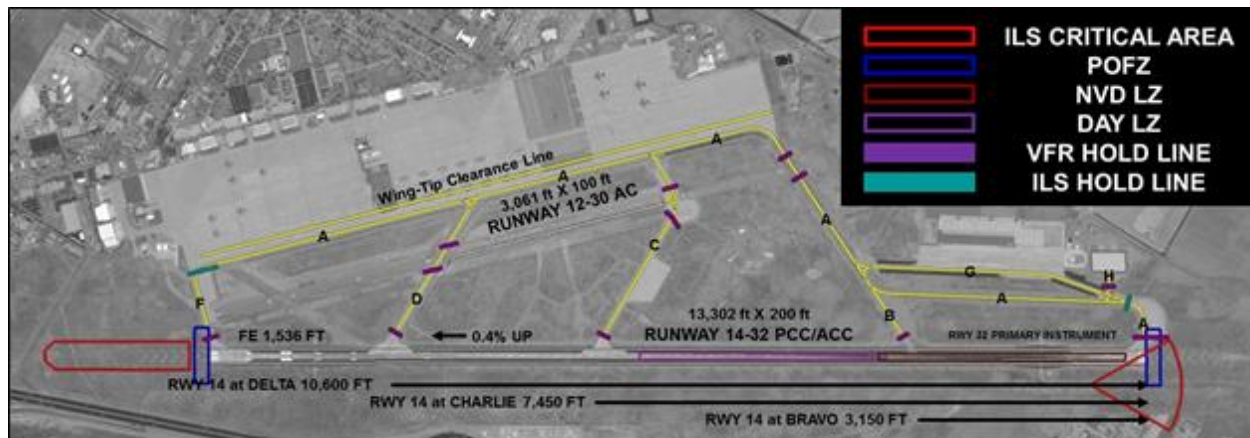 ILS CRITICAL AREA
POFZ
NVD LZ
DAY LZ
VFR HOLD LINE
ILS HOLD LINE
A
Wing-Tip Clearance Line
A
3,061 ft X 100 ft
RUNWAY 12-30 AC
A
A
C
G
H
F
D
A
B
A
13,302 ft X 200 ft
FE 1,536 FT
0.4% UP
RUNWAY 14-32 PCC/ACC
RWY 32 PRIMARY INSTRUMENT
RWY 14 at DELTA 10,600 FT
RWY 14 at CHARLIE 7,450 FT
RWY 14 at BRAVO 3,150 FT